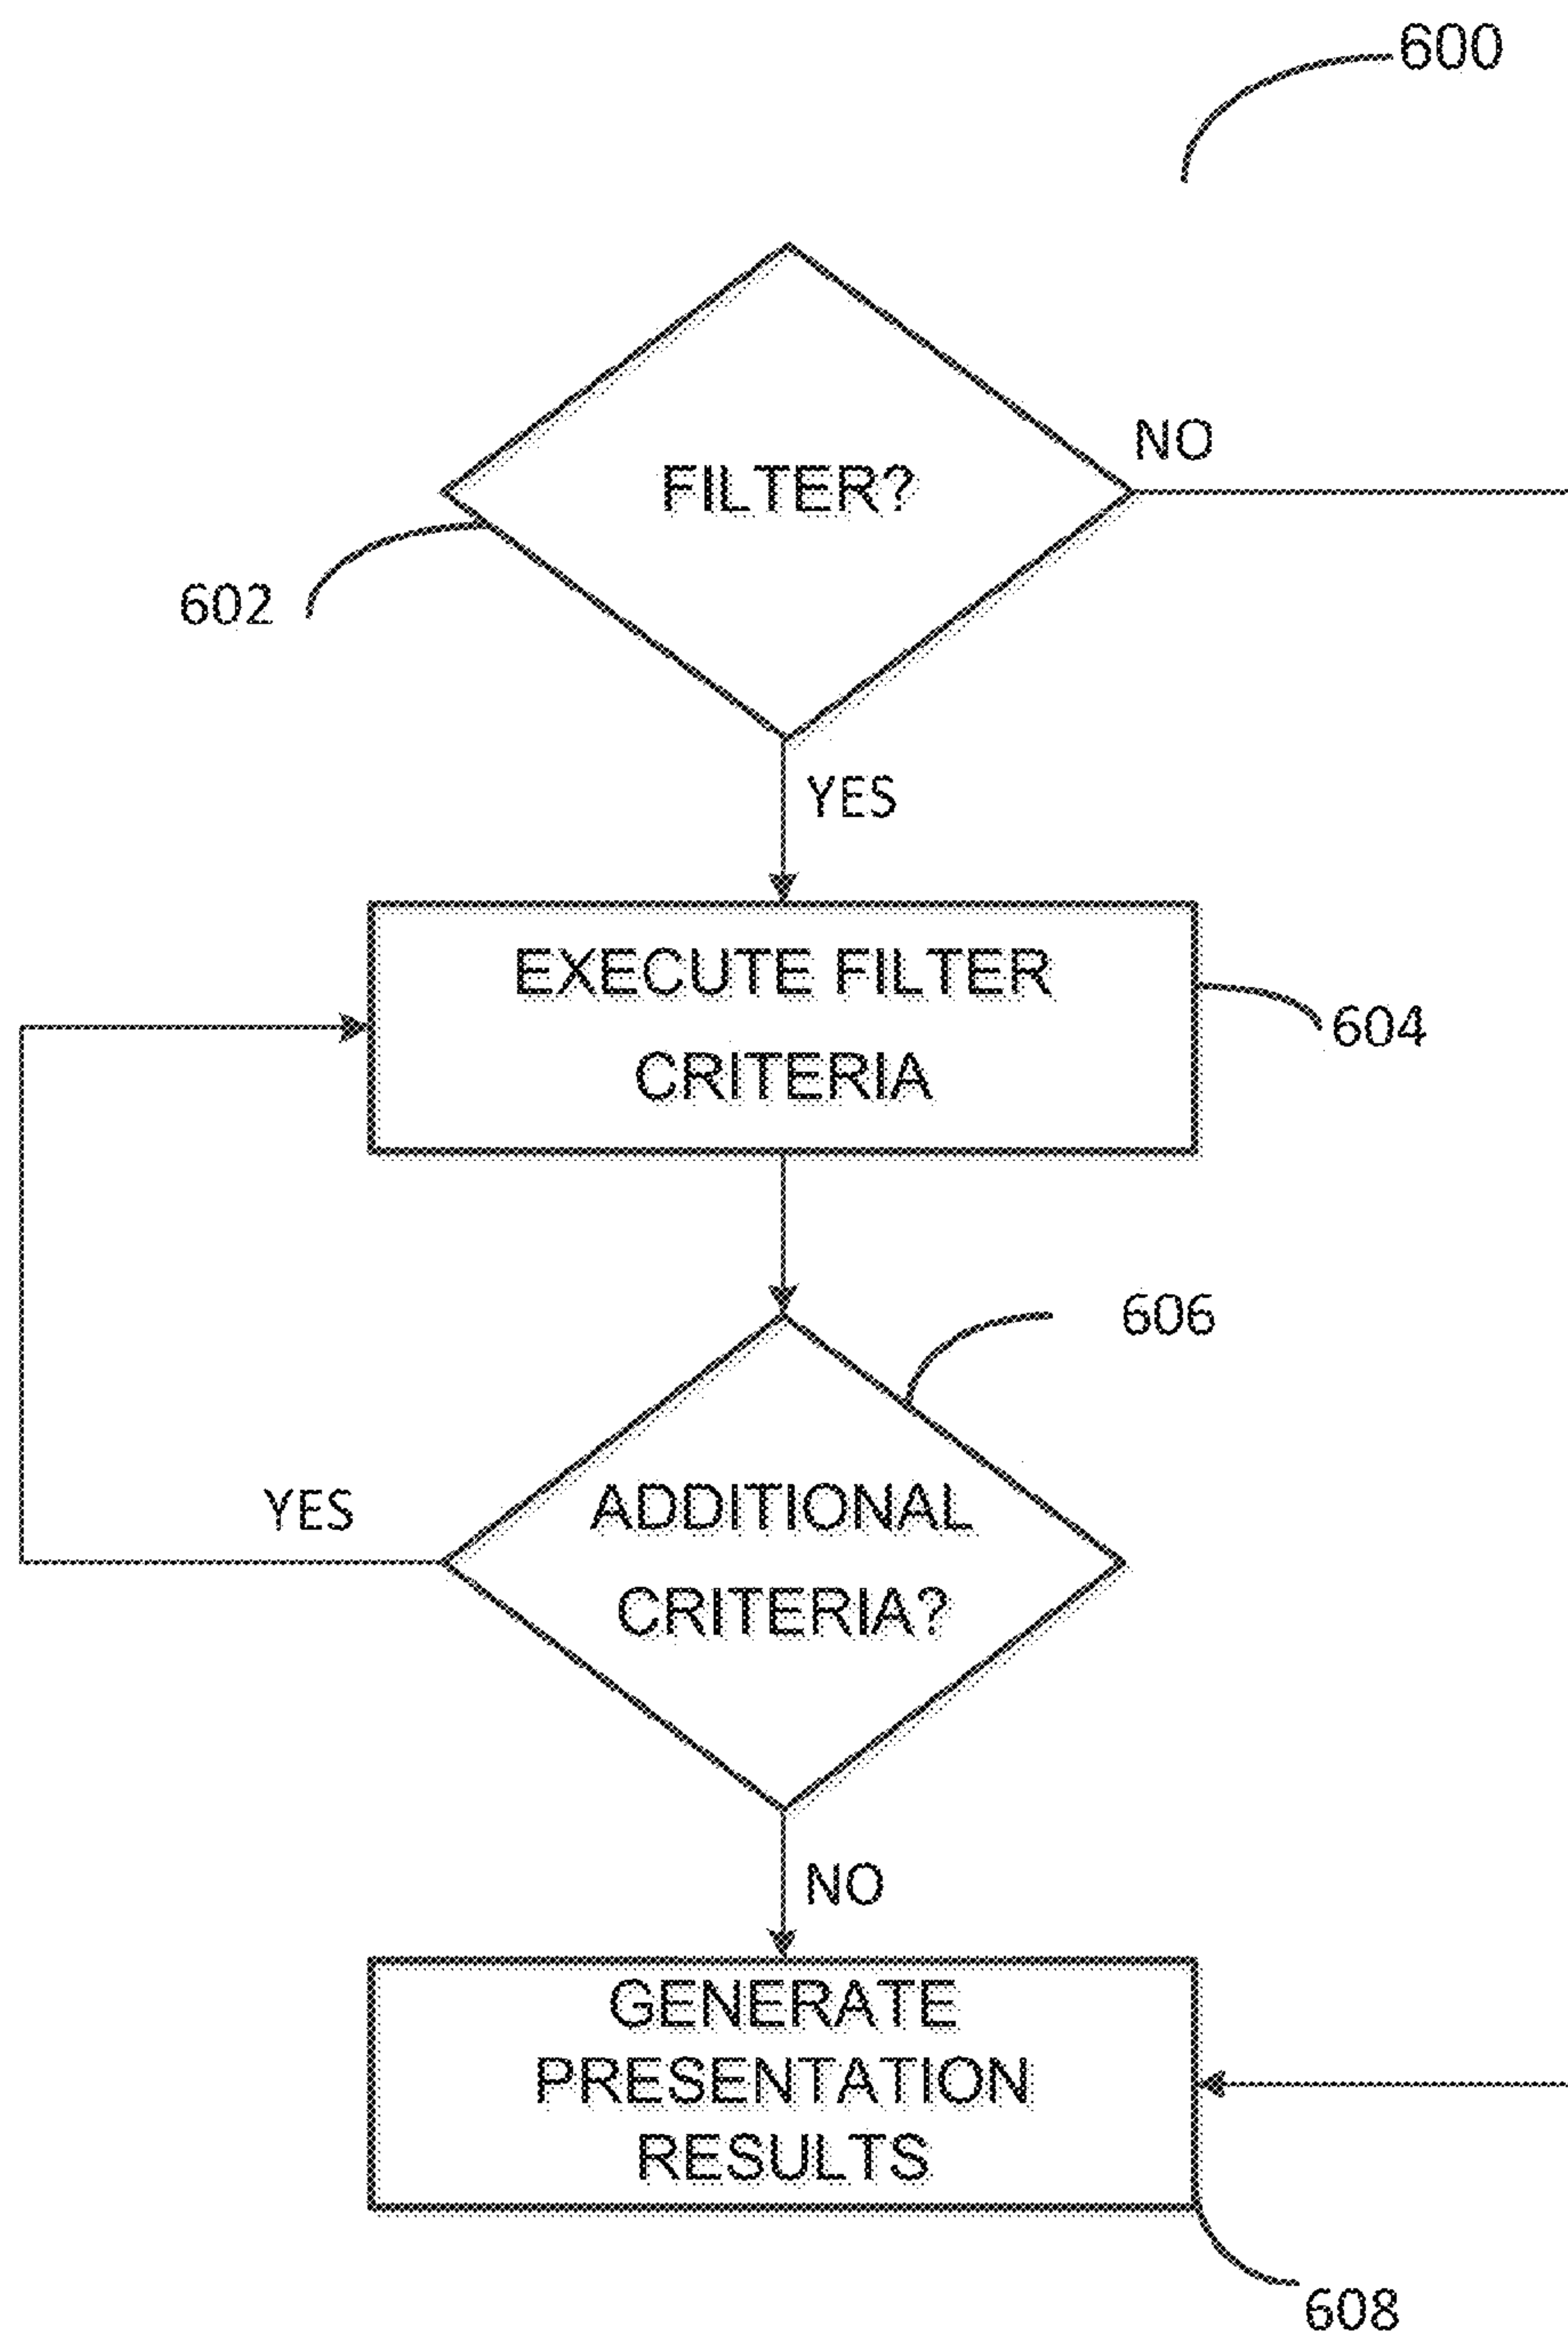 600
FILTER?
NO
602
YES
EXECUTE FILTER
CRITERIA
604
606
ADDITIONAL
CRITERIA?
YES
NO
GENERATE
PRESENTATION
RESULTS
608